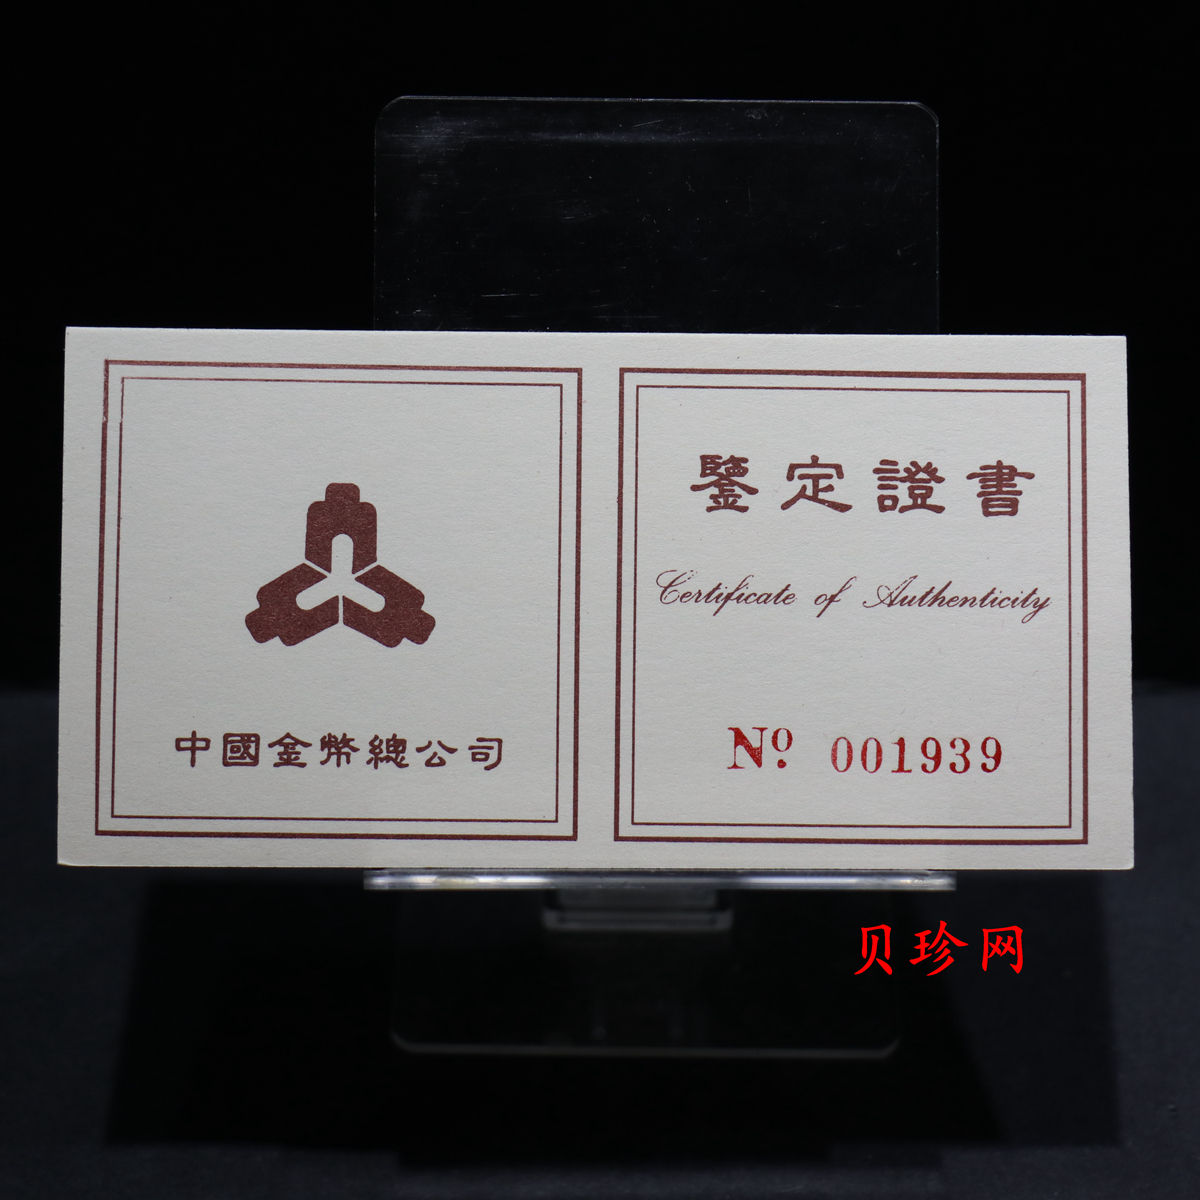 中國金幣總公司
鑒定證書
Certificate of Authenticity
Nº 001939
贝珍网